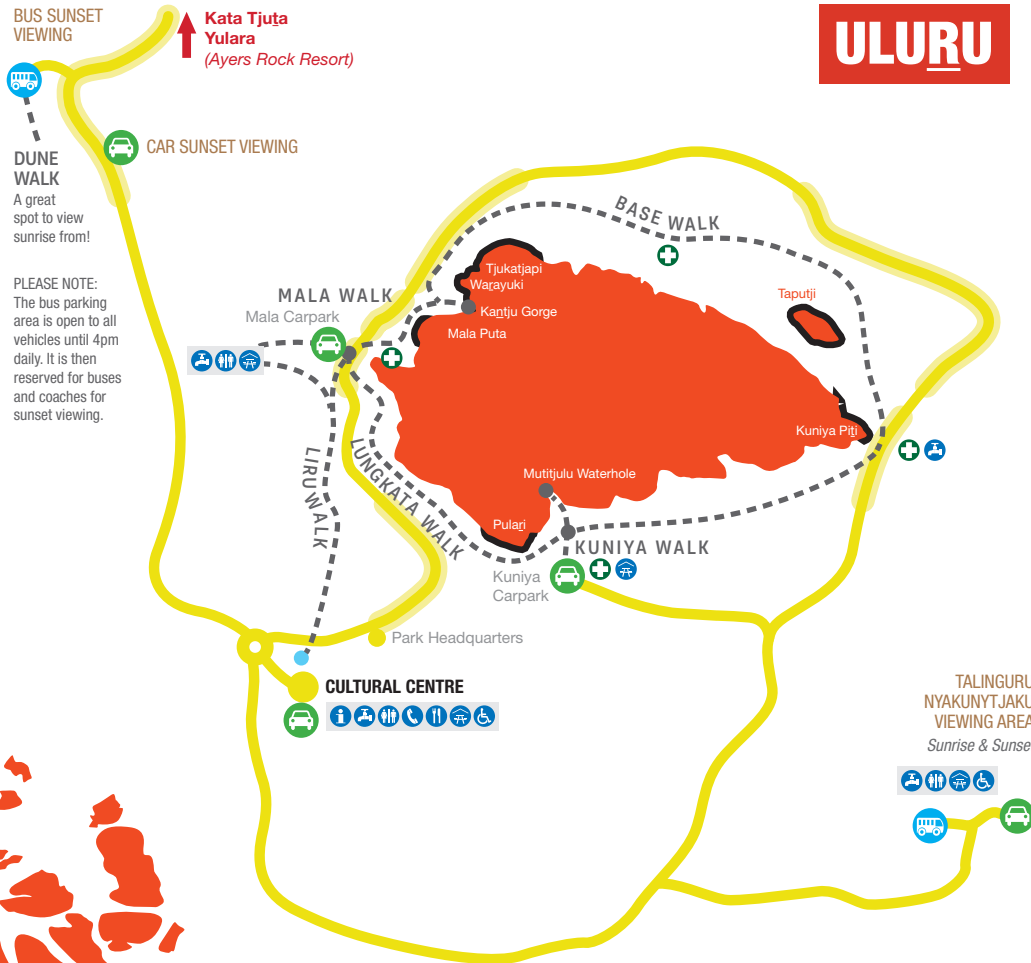 BUS SUNSET
VIEWING
Kata Tjuṯa
Yulara
(Ayers Rock Resort)
ULUṞU
CAR SUNSET VIEWING
DUNE
WALK
A great
spot to view
sunrise from!
PLEASE NOTE:
The bus parking
area is open to all
vehicles until 4pm
daily. It is then
reserved for buses
and coaches for
sunset viewing.
BASE WALK
Tjukatjapi
Waṟayuki
Kaṉtju Gorge
Mala Puta
MALA WALK
Mala Carpark
Taputji
Kuniya Piṯi
Mutitjulu Waterhole
Pulaṟi
LIRU WALK
LUNGKATA WALK
KUNIYA WALK
Kuniya
Carpark
Park Headquarters
CULTURAL CENTRE
TALINGURU
NYAKUNYTJAKU
VIEWING AREA
Sunrise & Sunse